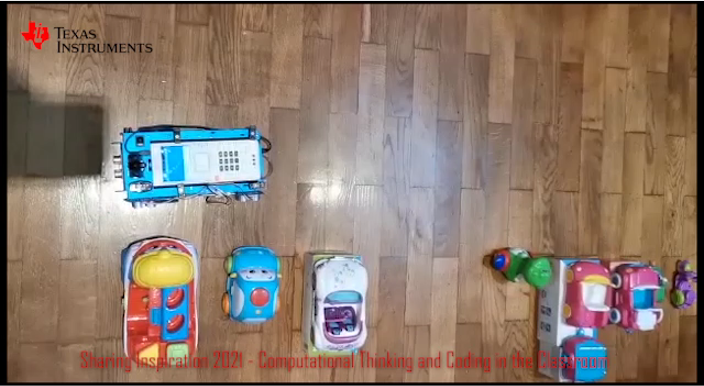 Texas
Instruments
Sharing Inspiration 2021 - Computational Thinking and Coding in the Classroom